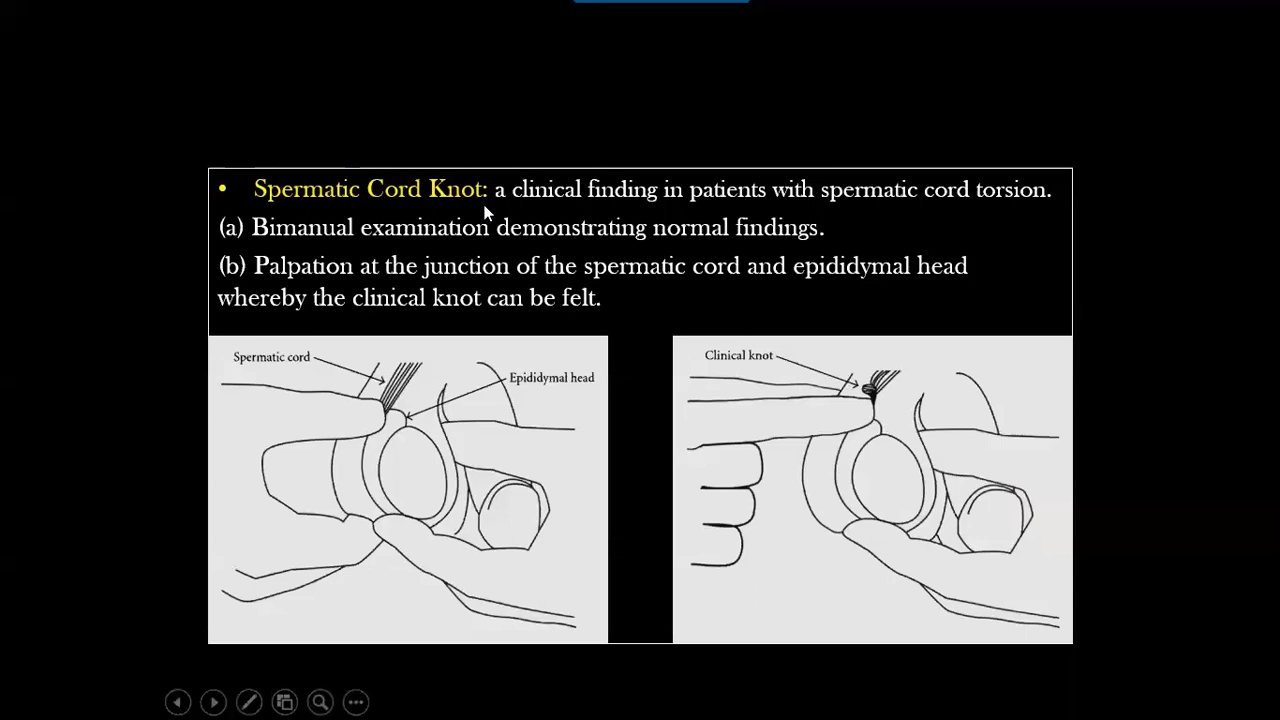 • Spermatic Cord Knot: a clinical finding in patients with spermatic cord torsion.
(a) Bimanual examination demonstrating normal findings.
(b) Palpation at the junction of the spermatic cord and epididymal head
whereby the clinical knot can be felt.
Spermatic cord
Epididymal head
Clinical knot